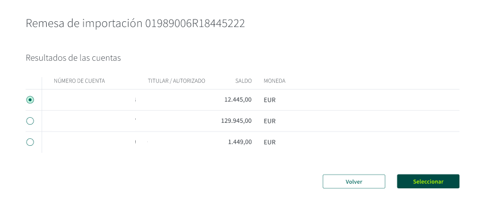 Remesa de importación 01989006R18445222
Resultados de las cuentas
NÚMERO DE CUENTA TITULAR / AUTORIZADO SALDO MONEDA
12.445,00 EUR
129.945,00 EUR
1.449,00 EUR
Volver Seleccionar